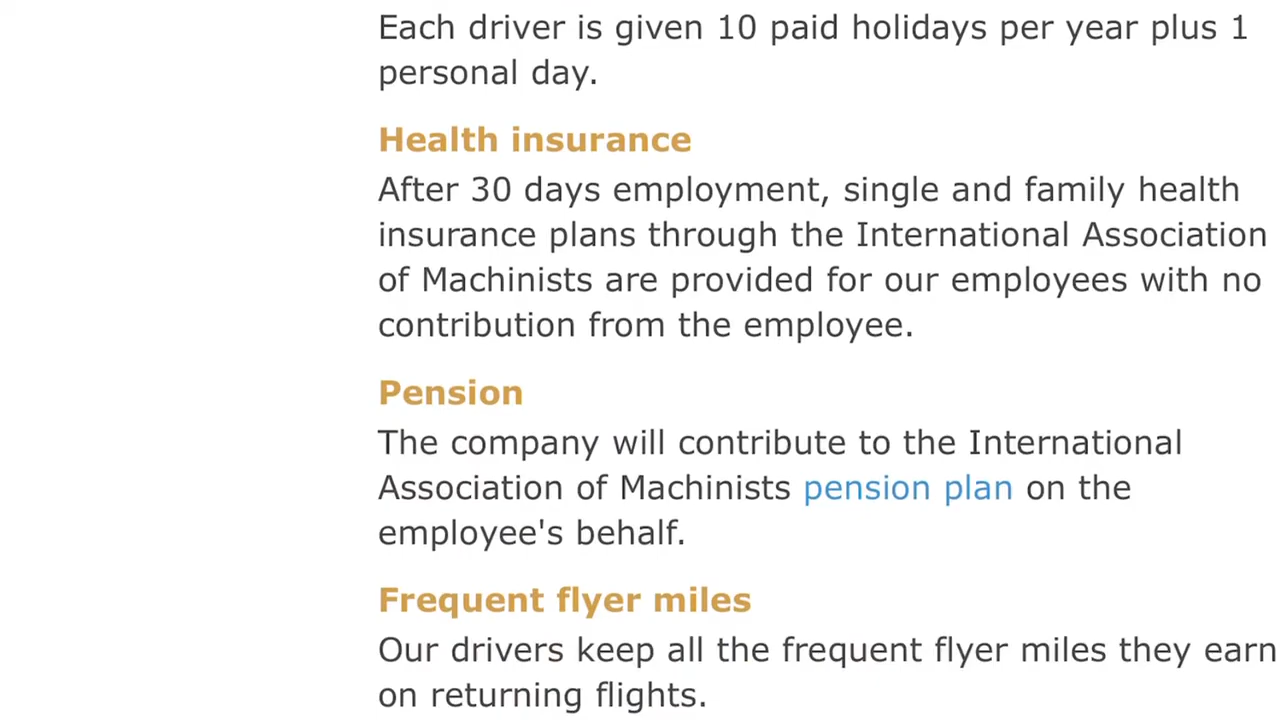 Each driver is given 10 paid holidays per year plus 1
personal day.
Health insurance
After 30 days employment, single and family health
insurance plans through the International Association
of Machinists are provided for our employees with no
contribution from the employee.
Pension
The company will contribute to the International
Association of Machinists pension plan on the
employee's behalf.
Frequent flyer miles
Our drivers keep all the frequent flyer miles they earn
on returning flights.